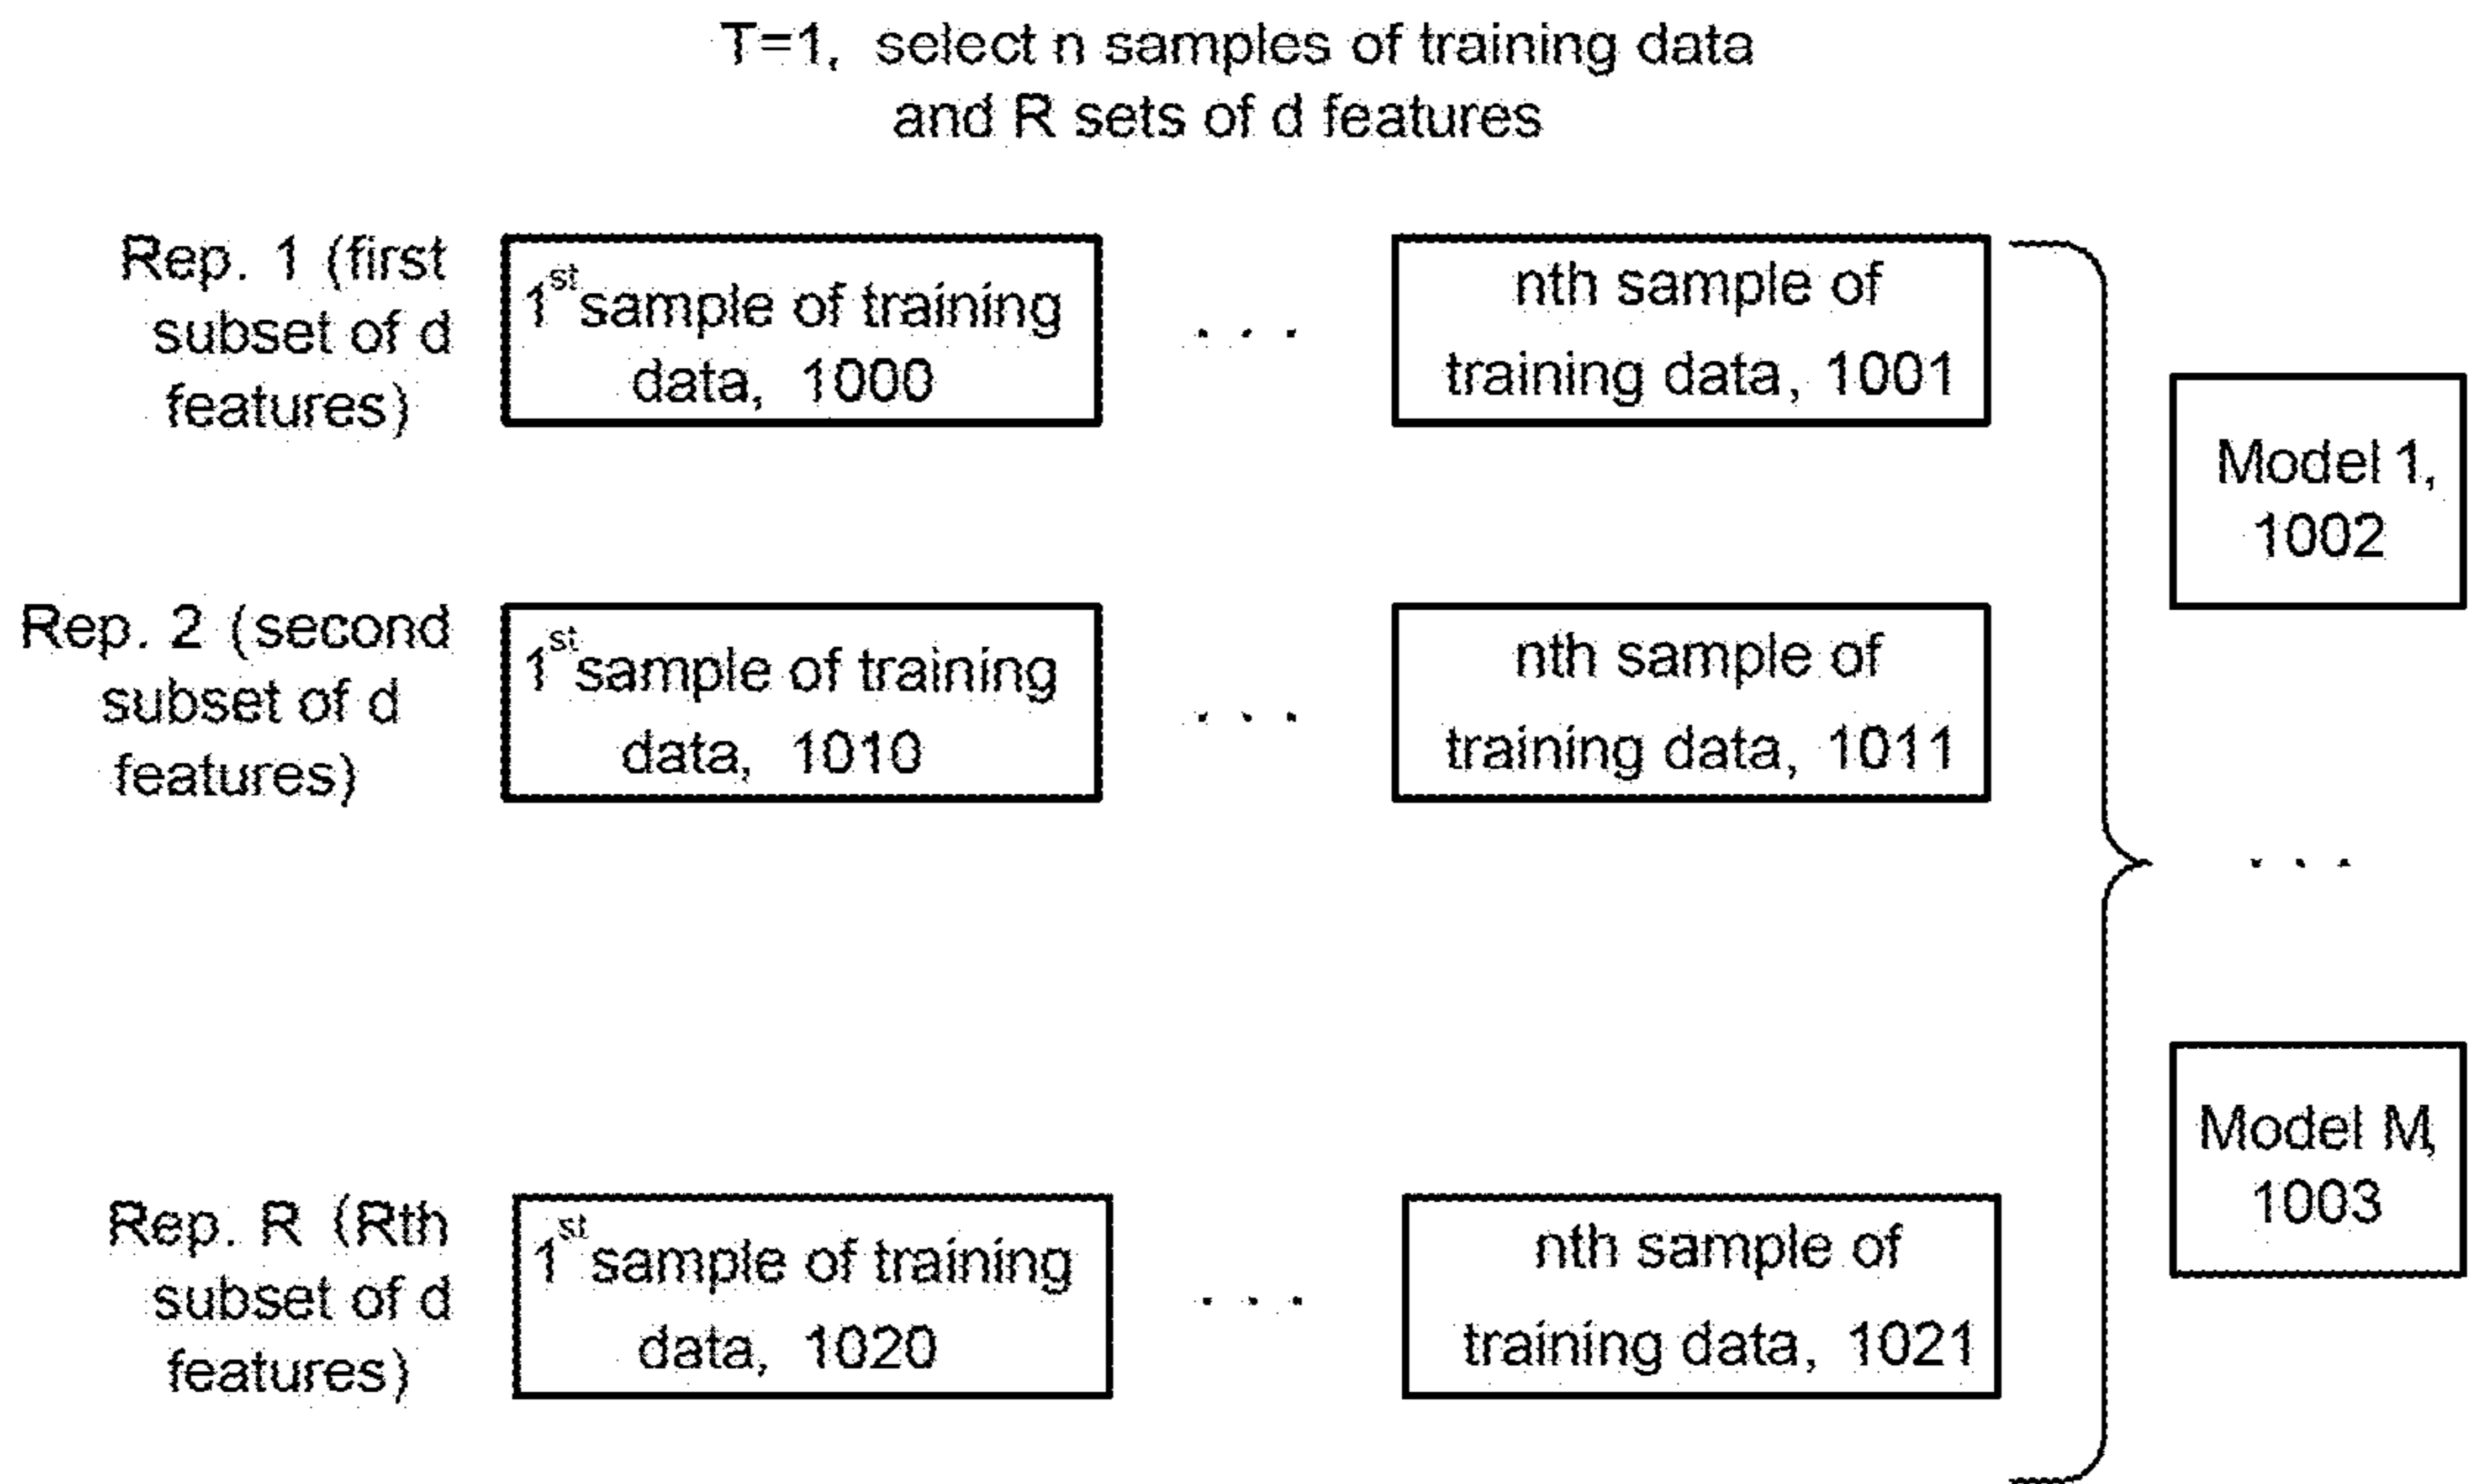 T=1, select n samples of training data
and R sets of d features
Rep. 1 (first
subset of d
features)
1st sample of training
data, 1000
. . .
nth sample of
training data, 1001
Model 1,
1002
Rep. 2 (second
subset of d
features)
1st sample of training
data, 1010
. . .
nth sample of
training data, 1011
. . .
Model M,
1003
Rep. R (Rth
subset of d
features)
1st sample of training
data, 1020
. . .
nth sample of
training data, 1021